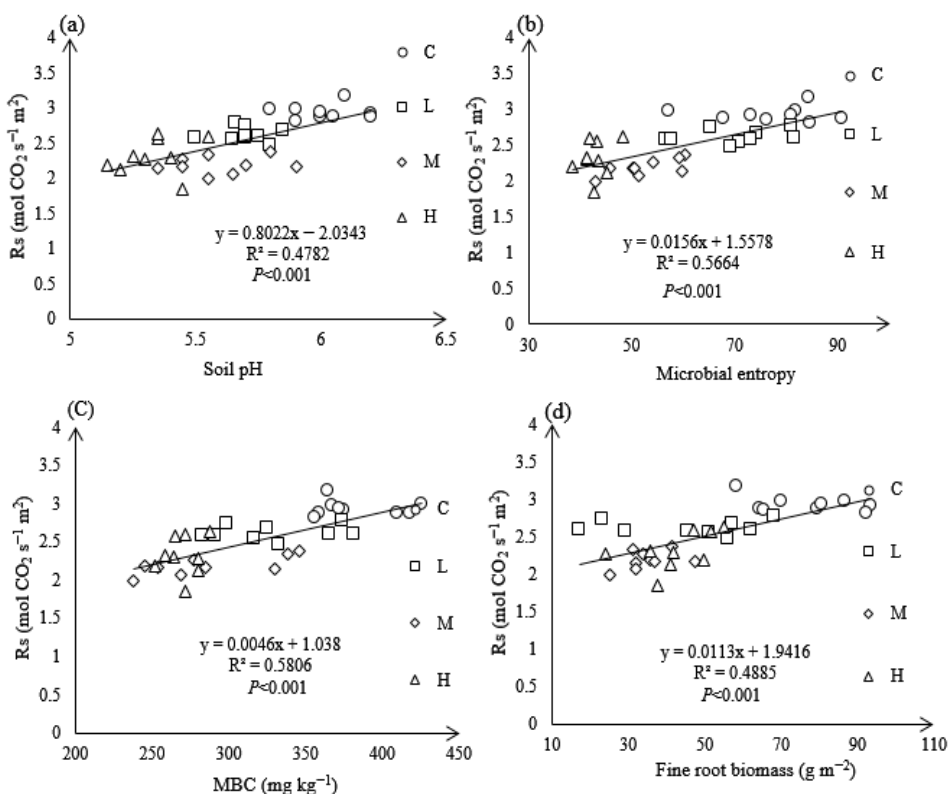 (a)
Rs (mol CO₂ s⁻¹ m²)
4
3.5
3
2.5
2
1.5
1
0.5
0
5 5.5 6 6.5
Soil pH
C
L
M
H
y = 0.8022x − 2.0343
R² = 0.4782
P<0.001
(b)
Rs (mol CO₂ s⁻¹ m²)
4
3.5
3
2.5
2
1.5
1
0.5
0
30 50 70 90
Microbial entropy
C
L
M
H
y = 0.0156x + 1.5578
R² = 0.5664
P<0.001
(C)
Rs (mol CO₂ s⁻¹ m²)
4
3.5
3
2.5
2
1.5
1
0.5
0
200 250 300 350 400 450
MBC (mg kg⁻¹)
C
L
M
H
y = 0.0046x + 1.038
R² = 0.5806
P<0.001
(d)
Rs (mol CO₂ s⁻¹ m²)
4
3.5
3
2.5
2
1.5
1
0.5
0
10 30 50 70 90 110
Fine root biomass (g m⁻²)
C
L
M
H
y = 0.0113x + 1.9416
R² = 0.4885
P<0.001